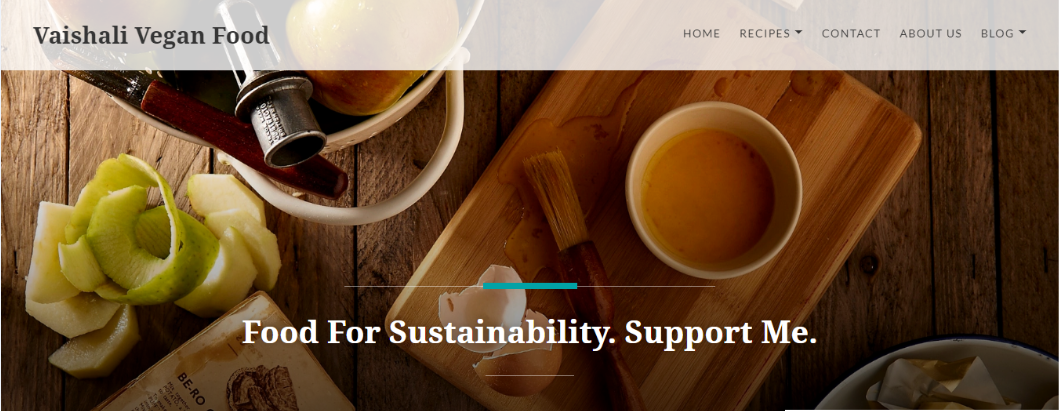 Vaishali Vegan Food
HOME RECIPES CONTACT ABOUT US BLOG
Food For Sustainability. Support Me.
BE-RO